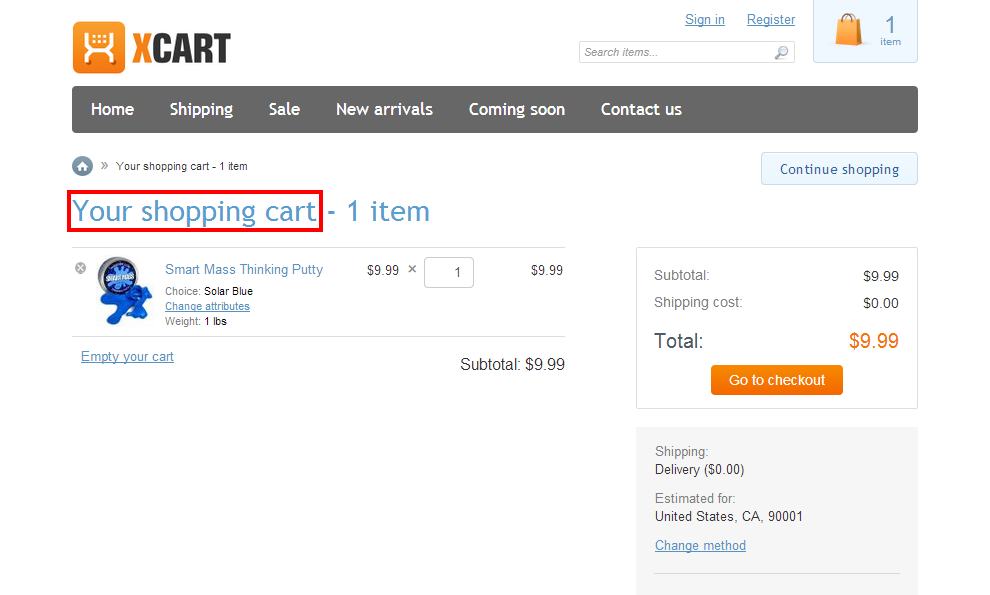 XCART
Sign in Register
Search items...
1
item
Home Shipping Sale New arrivals Coming soon Contact us
» Your shopping cart - 1 item
Continue shopping
Your shopping cart - 1 item
SMART MASS
Smart Mass Thinking Putty
$9.99 × 1 $9.99
Choice: Solar Blue
Change attributes
Weight: 1 lbs
Empty your cart
Subtotal: $9.99
Subtotal: $9.99
Shipping cost: $0.00
Total: $9.99
Go to checkout
Shipping:
Delivery ($0.00)
Estimated for:
United States, CA, 90001
Change method